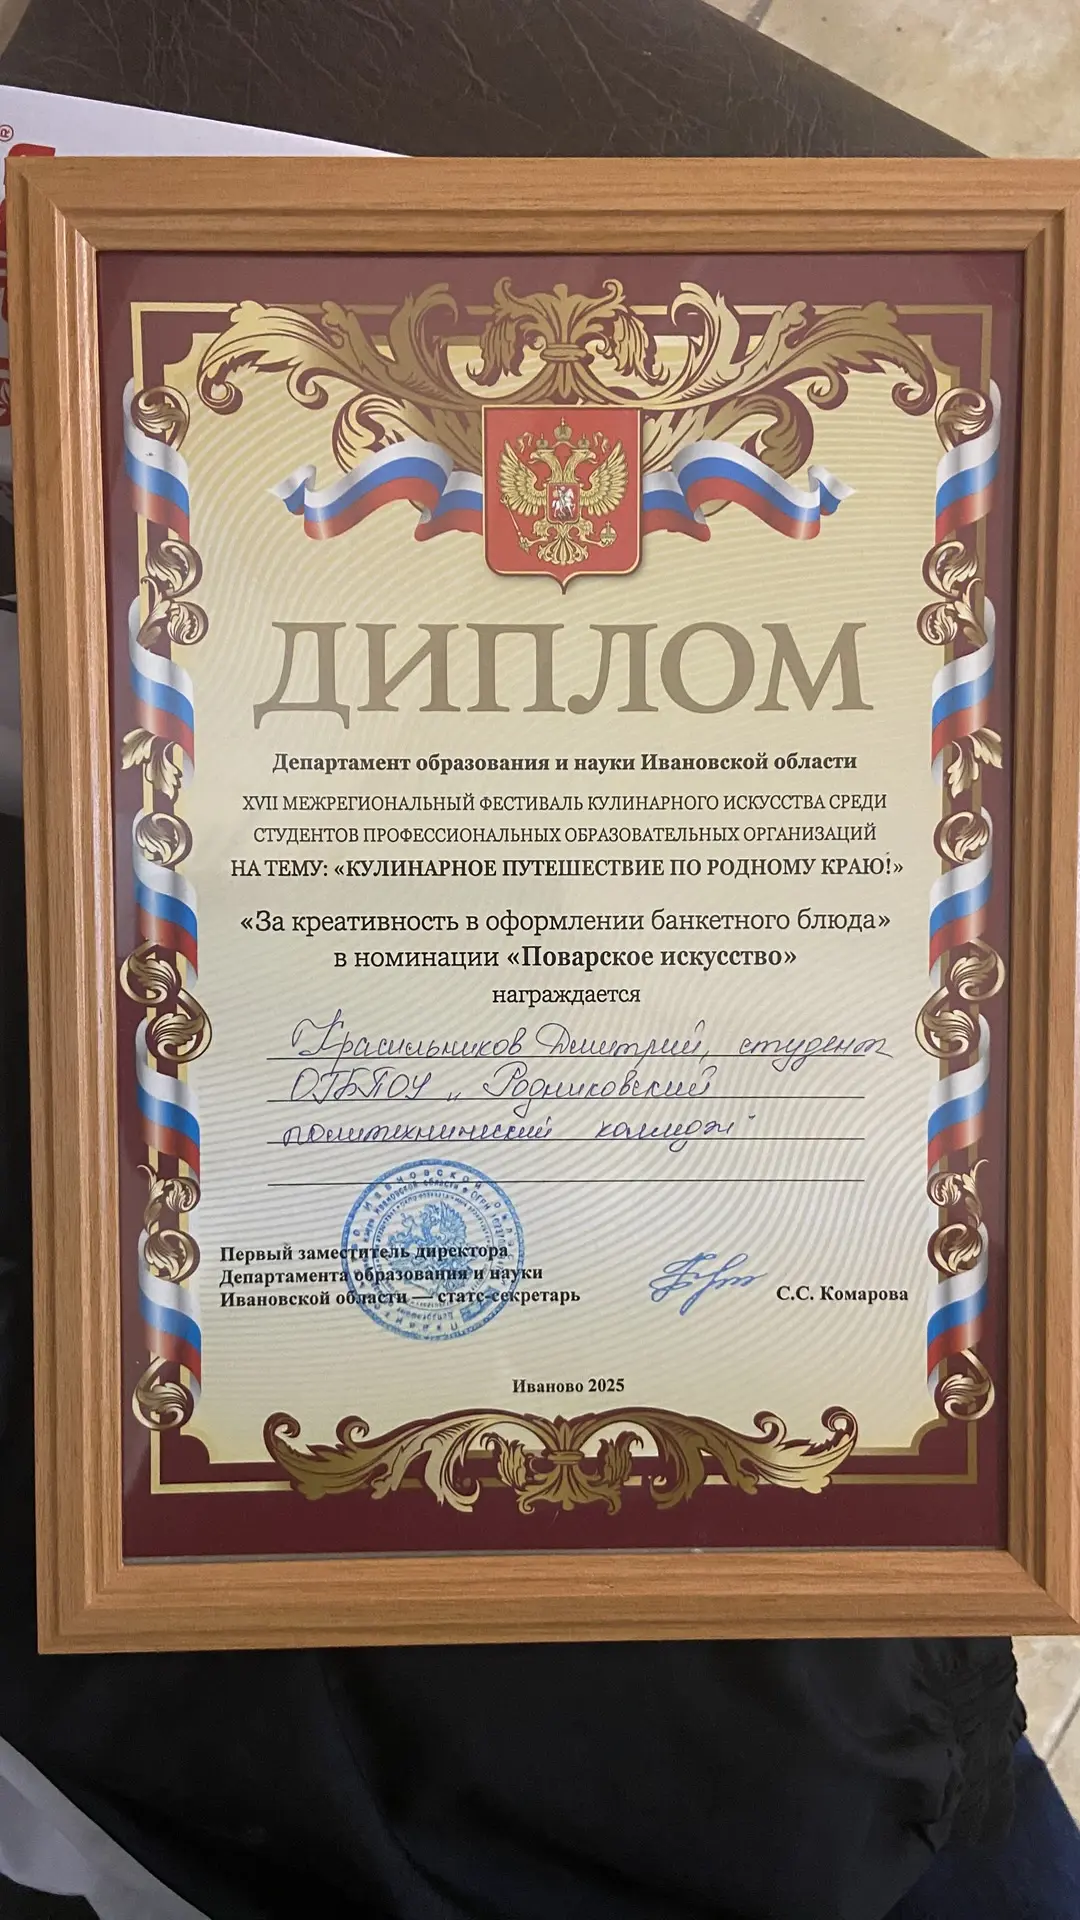 ДИПЛОМ
Департамент образования и науки Ивановской области
XVII МЕЖРЕГИОНАЛЬНЫЙ ФЕСТИВАЛЬ КУЛИНАРНОГО ИСКУССТВА СРЕДИ
СТУДЕНТОВ ПРОФЕССИОНАЛЬНЫХ ОБРАЗОВАТЕЛЬНЫХ ОРГАНИЗАЦИЙ
НА ТЕМУ: «КУЛИНАРНОЕ ПУТЕШЕСТВИЕ ПО РОДНОМУ КРАЮ!»
«За креативность в оформлении банкетного блюда»
в номинации «Поварское искусство»
награждается
Красильников Дмитрий, студент
ОГБПОУ „Родниковский
политехнический колледж"
Первый заместитель директора
Департамента образования и науки
Ивановской области — статс-секретарь
С.С. Комарова
Иваново 2025